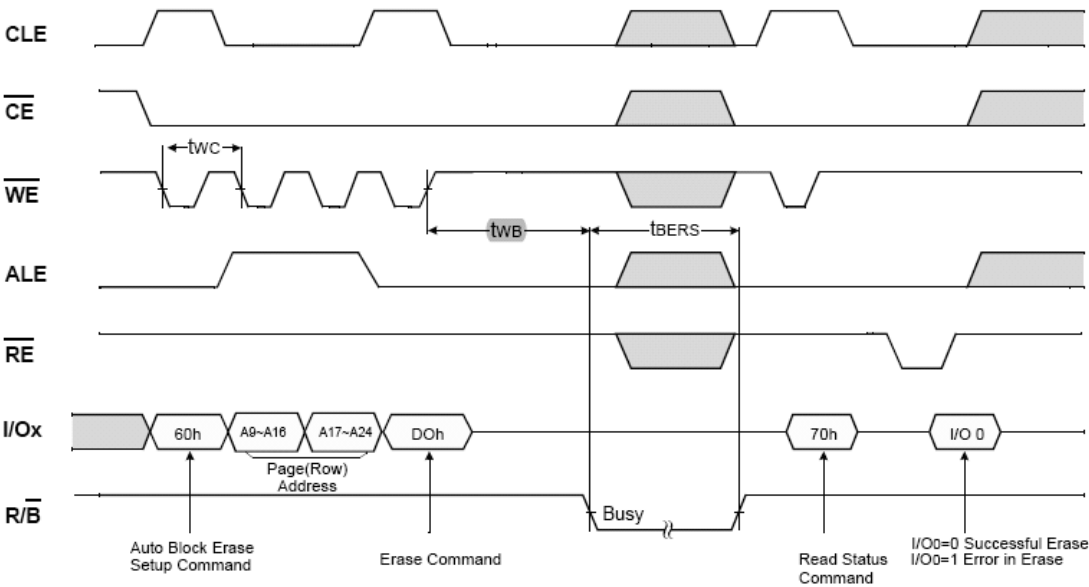 CLE
CE
tWC
WE
tWB
tBERS
ALE
RE
I/Ox
60h
A9~A16
A17~A24
DOh
70h
I/O 0
Page(Row)
Address
R/B
Busy
Auto Block Erase
Setup Command
Erase Command
Read Status
Command
I/O0=0 Successful Erase
I/O0=1 Error in Erase